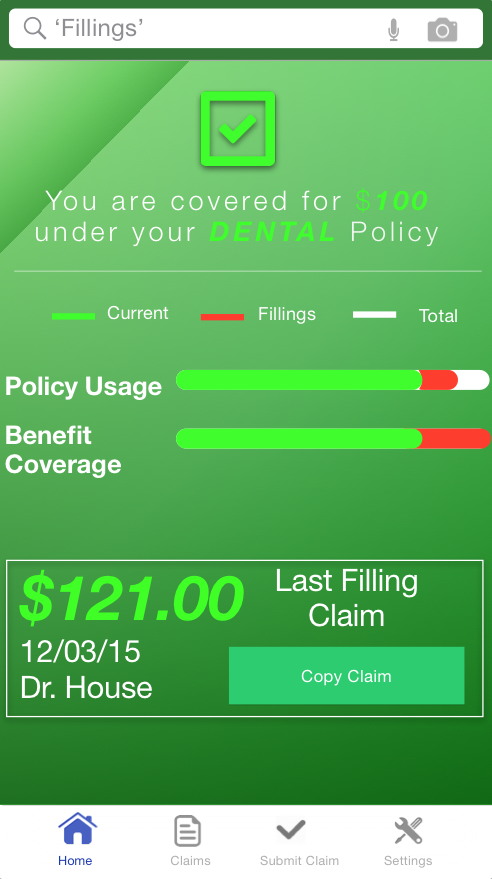 ‘Fillings’
You are covered for $100
under your DENTAL Policy
Current Fillings Total
Policy Usage
Benefit
Coverage
$121.00
Last Filling
Claim
12/03/15
Dr. House
Copy Claim
Home Claims Submit Claim Settings